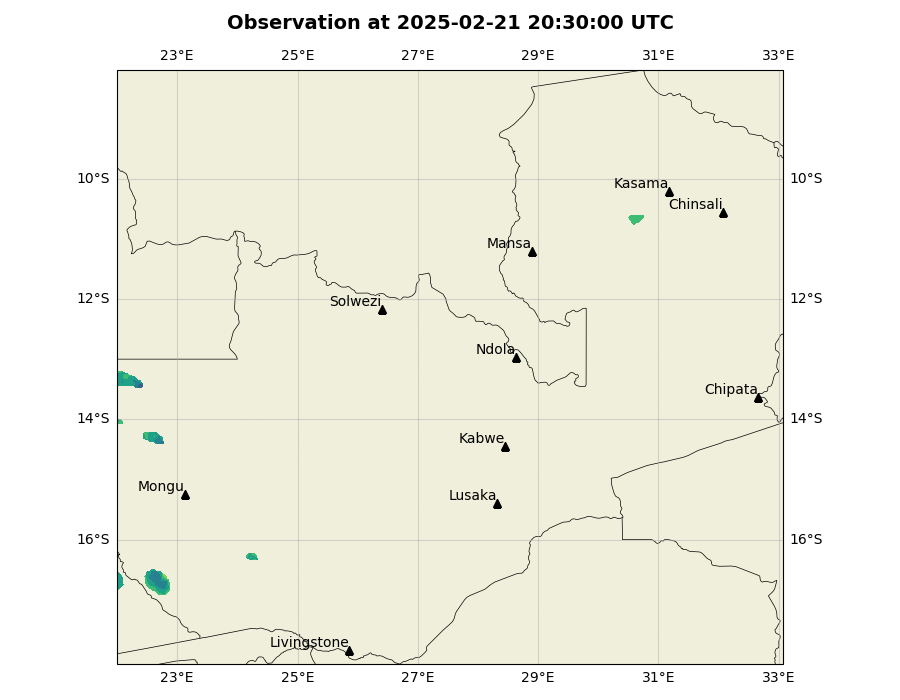 Observation at 2025-02-21 20:30:00 UTC
23°E 25°E 27°E 29°E 31°E 33°E
10°S 10°S
Kasama
Chinsali
Mansa
12°S 12°S
Solwezi
Ndola
Chipata
14°S 14°S
Kabwe
Mongu
Lusaka
16°S 16°S
Livingstone
23°E 25°E 27°E 29°E 31°E 33°E